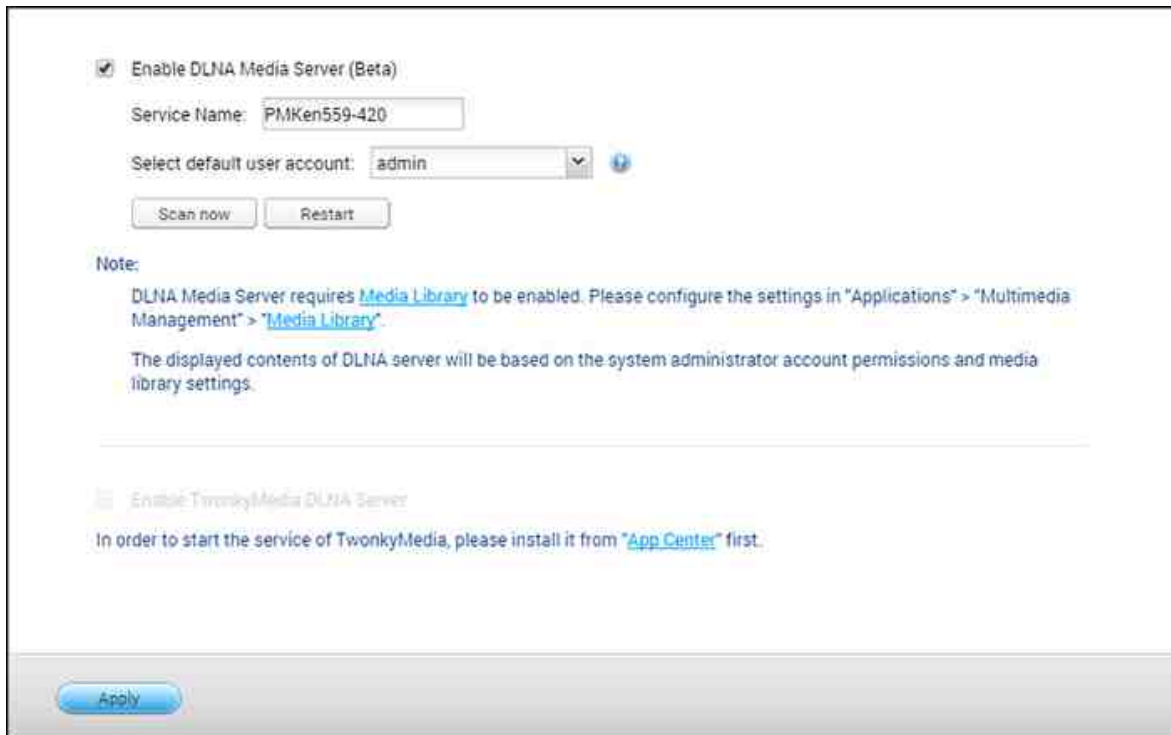 Enable DLNA Media Server (Beta)
Service Name: PMKen559-420
Select default user account: admin
Scan now Restart
Note:
DLNA Media Server requires Media Library to be enabled. Please configure the settings in "Applications" > "Multimedia
Management" > "Media Library".
The displayed contents of DLNA server will be based on the system administrator account permissions and media
library settings.
Enable TwonkyMedia DLNA Server
In order to start the service of TwonkyMedia, please install it from "App Center" first.
Apply